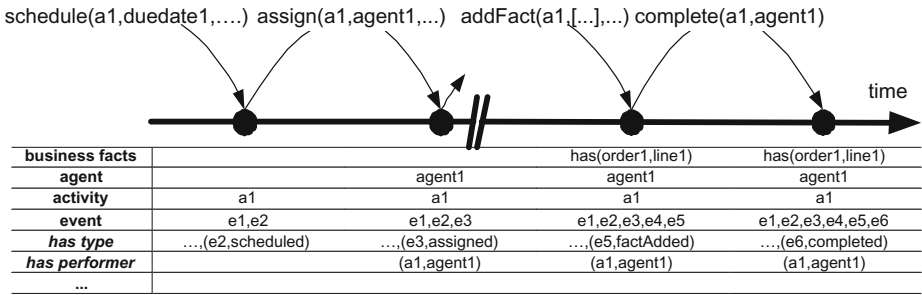 schedule(a1,duedate1,….) assign(a1,agent1,...) addFact(a1,[...],...) complete(a1,agent1)
time
business facts has(order1,line1) has(order1,line1)
agent agent1 agent1 agent1
activity a1 a1 a1 a1
event e1,e2 e1,e2,e3 e1,e2,e3,e4,e5 e1,e2,e3,e4,e5,e6
has type …,(e2,scheduled) …,(e3,assigned) …,(e5,factAdded) …,(e6,completed)
has performer (a1,agent1) (a1,agent1) (a1,agent1)
...